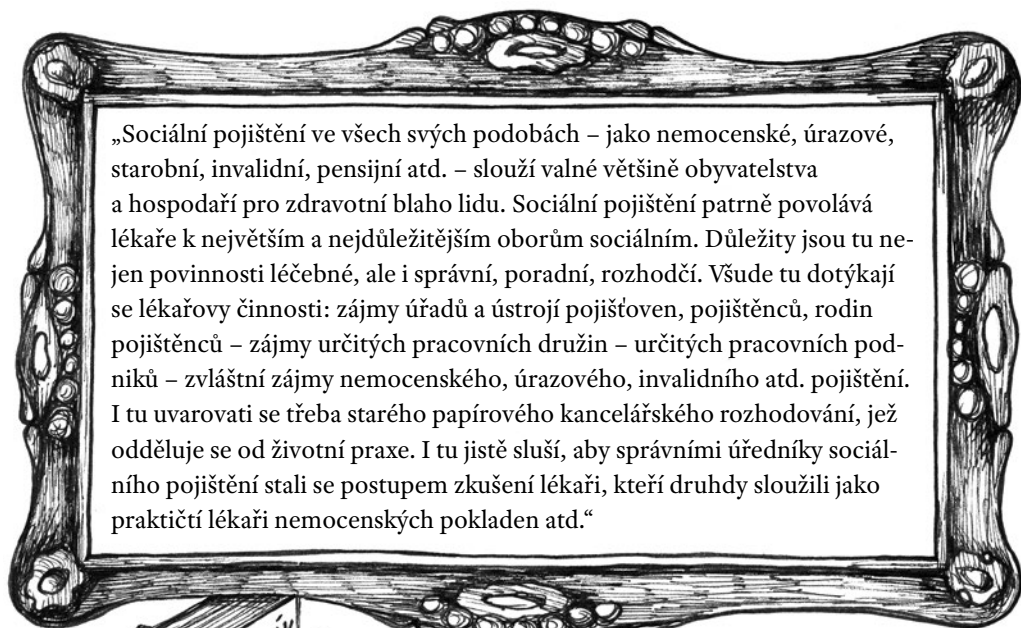 „Sociální pojištění ve všech svých podobách – jako nemocenské, úrazové,
starobní, invalidní, pensijní atd. – slouží valné většině obyvatelstva
a hospodaří pro zdravotní blaho lidu. Sociální pojištění patrně povolává
lékaře k největším a nejdůležitějším oborům sociálním. Důležity jsou tu ne-
jen povinnosti léčebné, ale i správní, poradní, rozhodčí. Všude tu dotýkají
se lékařovy činnosti: zájmy úřadů a ústrojí pojišťoven, pojištěnců, rodin
pojištěnců – zájmy určitých pracovních družin – určitých pracovních pod-
niků – zvláštní zájmy nemocenského, úrazového, invalidního atd. pojištění.
I tu uvarovati se třeba starého papírového kancelářského rozhodování, jež
odděluje se od životní praxe. I tu jistě sluší, aby správními úředníky sociál-
ního pojištění stali se postupem zkušení lékaři, kteří druhdy sloužili jako
praktičtí lékaři nemocenských pokladen atd.“